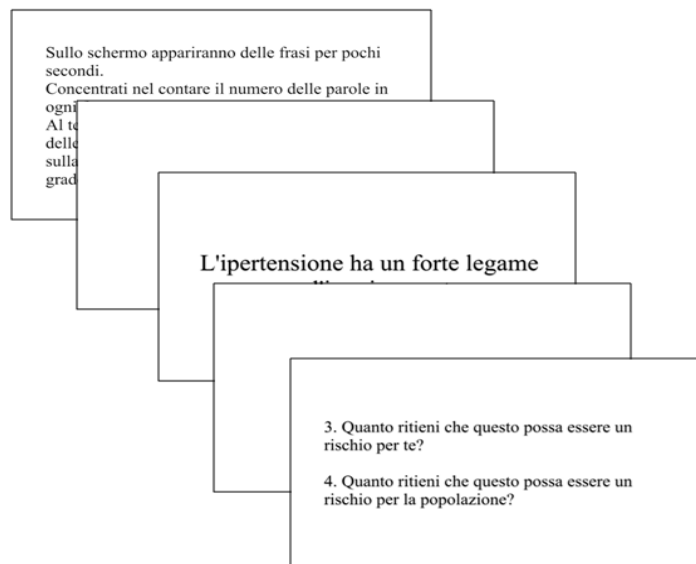 Sullo schermo appariranno delle frasi per pochi
secondi.
Concentrati nel contare il numero delle parole in
ogni
Al
delle
sulla
L'ipertensione ha un forte legame
3. Quanto ritieni che questo possa essere un
rischio per te?
4. Quanto ritieni che questo possa essere un
rischio per la popolazione?